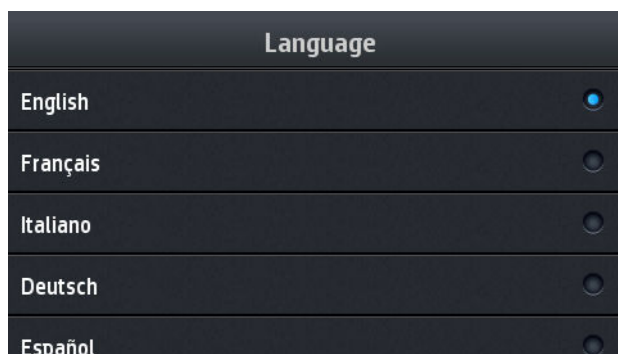 Language
English
Français
Italiano
Deutsch
Español